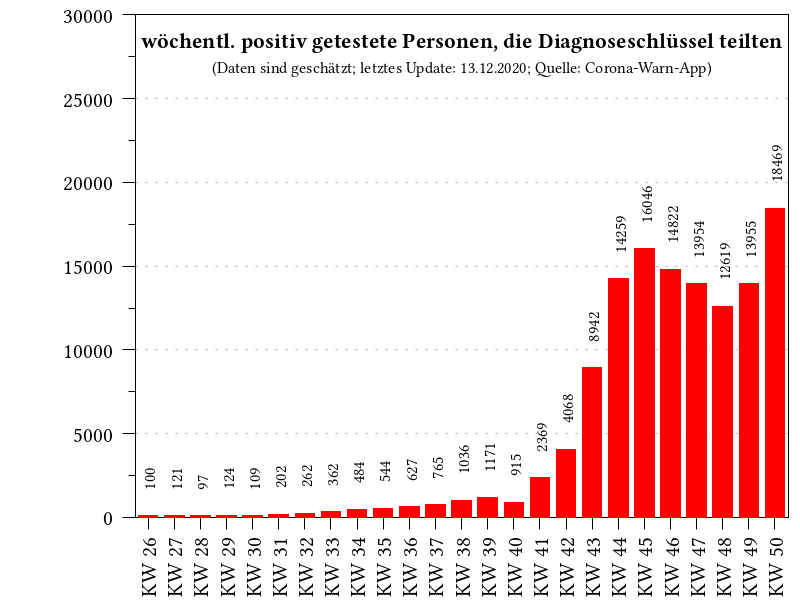 wöchentl. positiv getestete Personen, die Diagnoseschlüssel teilten
(Daten sind geschätzt; letztes Update: 13.12.2020; Quelle: Corona-Warn-App)
30000
25000
20000
15000
10000
5000
0
100
121
97
124
109
202
262
362
484
544
627
765
1036
1171
915
2369
4068
8942
14259
16046
14822
13954
12619
13955
18469
KW 26
KW 27
KW 28
KW 29
KW 30
KW 31
KW 32
KW 33
KW 34
KW 35
KW 36
KW 37
KW 38
KW 39
KW 40
KW 41
KW 42
KW 43
KW 44
KW 45
KW 46
KW 47
KW 48
KW 49
KW 50